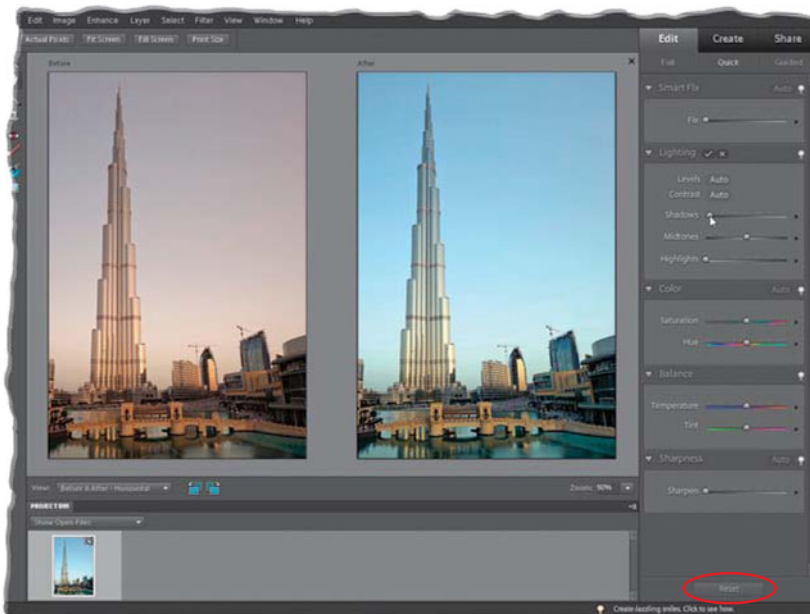 Edit Image Enhance Layer Select Filter View Window Help
Actual Pixels Fit Screen Fill Screen Print Size
Edit Create Share
Full Quick Guided
Before
After
Smart Fix Auto
Fix
Lighting
Levels Auto
Contrast Auto
Shadows
Midtones
Highlights
Color Auto
Saturation
Hue
Balance
Temperature
Tint
Sharpness Auto
Sharpen
View: Before & After - Horizontal
Zoom: 50%
PROJECT BIN
Show Open Files
Reset
Create dazzling smiles. Click to see how.